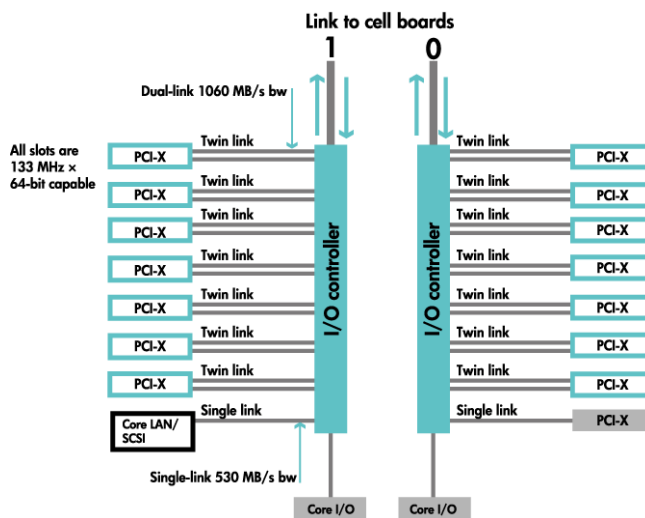 Link to cell boards
1 0
Dual-link 1060 MB/s bw
All slots are
133 MHz ×
64-bit capable
PCI-X Twin link Twin link PCI-X
PCI-X Twin link Twin link PCI-X
PCI-X Twin link Twin link PCI-X
PCI-X Twin link Twin link PCI-X
PCI-X Twin link Twin link PCI-X
PCI-X Twin link Twin link PCI-X
PCI-X Twin link Twin link PCI-X
I/O controller
I/O controller
Core LAN/
SCSI
Single link Single link PCI-X
Single-link 530 MB/s bw
Core I/O Core I/O